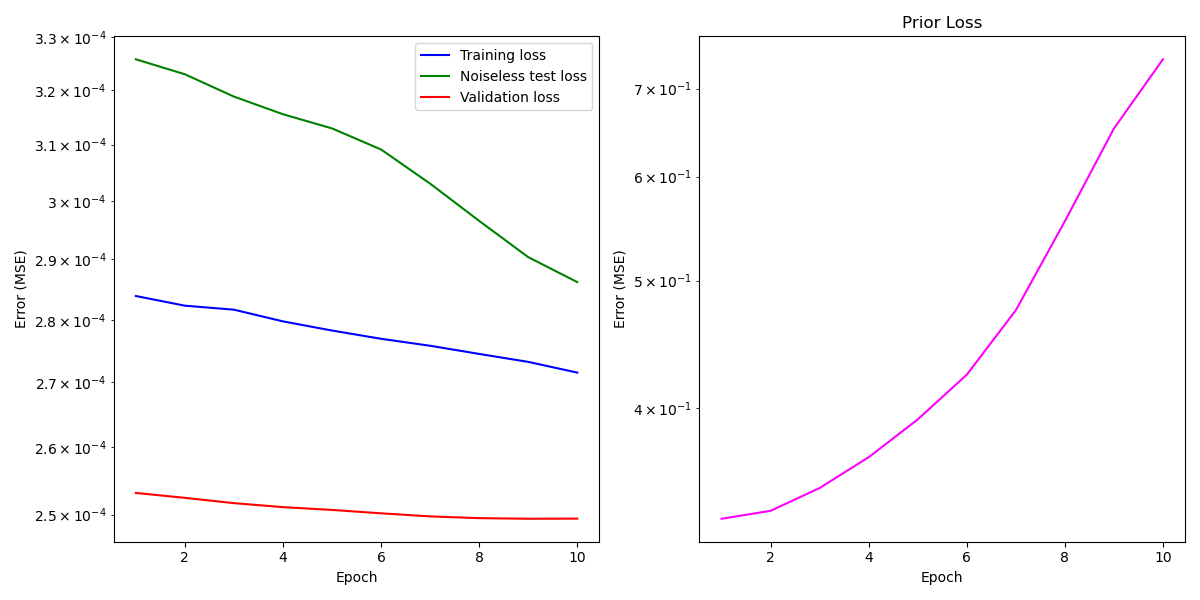 3.3 × 10⁻⁴
3.2 × 10⁻⁴
3.1 × 10⁻⁴
3 × 10⁻⁴
2.9 × 10⁻⁴
2.8 × 10⁻⁴
2.7 × 10⁻⁴
2.6 × 10⁻⁴
2.5 × 10⁻⁴
Error (MSE)
Training loss
Noiseless test loss
Validation loss
2 4 6 8 10
Epoch
Prior Loss
7 × 10⁻¹
6 × 10⁻¹
5 × 10⁻¹
4 × 10⁻¹
Error (MSE)
2 4 6 8 10
Epoch